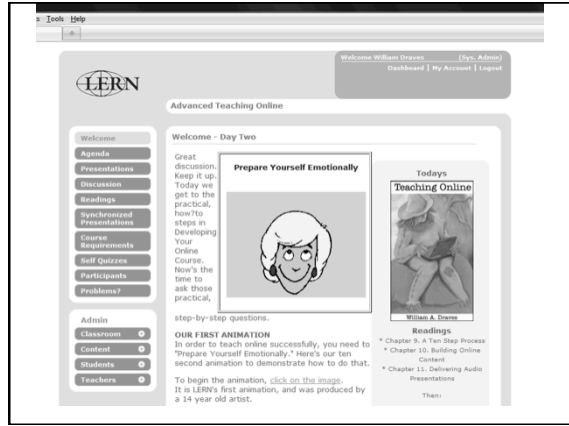 s Tools Help
Welcome William Draves (Sys. Admin)
Dashboard | My Account | Logout
LERN
Advanced Teaching Online
Welcome
Agenda
Presentations
Discussion
Readings
Synchronized
Presentations
Course
Requirements
Self Quizzes
Participants
Problems?
Admin
Classroom
Content
Students
Teachers
Welcome - Day Two
Great
discussion.
Keep it up.
Today we
get to the
practical,
how?to
steps in
Developing
Your
Online
Course.
Now's the
time to
ask those
practical,
step-by-step questions.
Prepare Yourself Emotionally
OUR FIRST ANIMATION
In order to teach online successfully, you need to
"Prepare Yourself Emotionally." Here's our ten
second animation to demonstrate how to do that.
To begin the animation, click on the image.
It is LERN's first animation, and was produced by
a 14 year old artist.
Todays
Teaching Online
William A. Draves
Readings
* Chapter 9. A Ten Step Process
* Chapter 10. Building Online
Content
* Chapter 11. Delivering Audio
Presentations
Then: